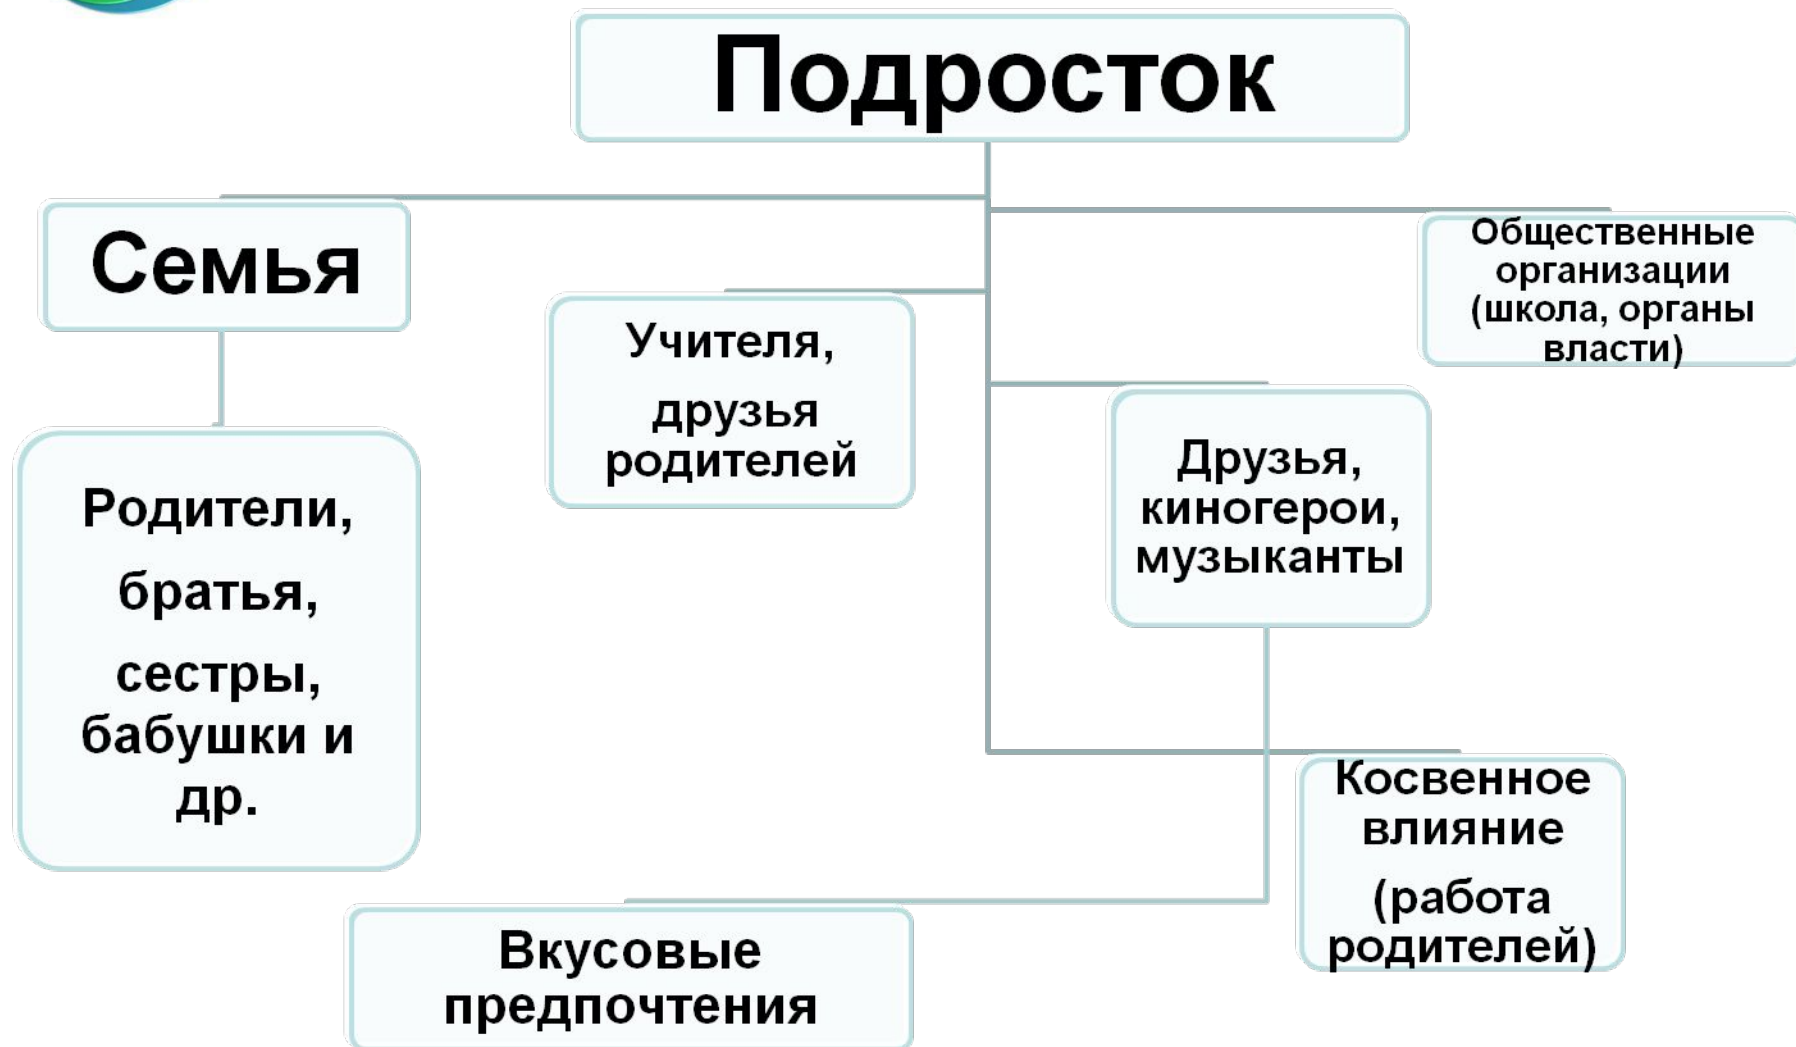 Подросток
Семья
Общественные
организации
(школа, органы
власти)
Учителя,
друзья
родителей
Друзья,
киногерои,
музыканты
Родители,
братья,
сестры,
бабушки и
др.
Косвенное
влияние
(работа
родителей)
Вкусовые
предпочтения